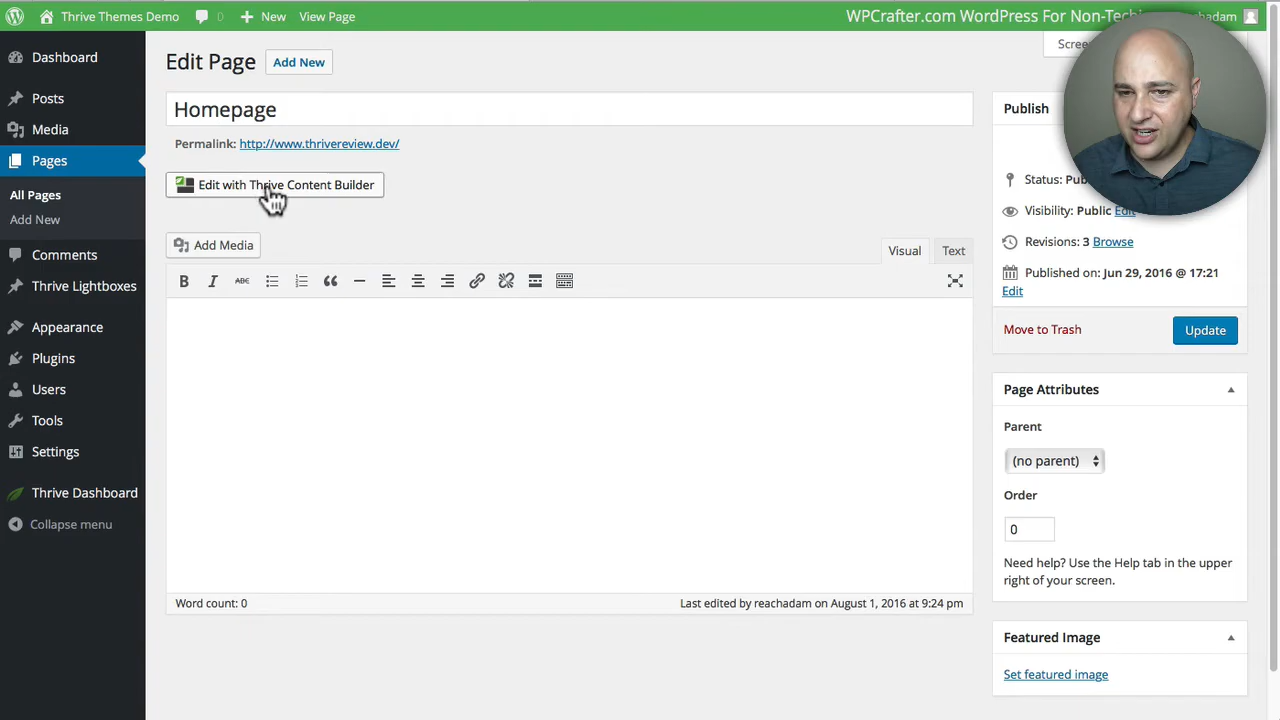 Thrive Themes Demo
0
New
View Page
WPCrafter.com WordPress For Non-Techies
Dashboard
Posts
Media
Pages
All Pages
Add New
Comments
Thrive Lightboxes
Appearance
Plugins
Users
Tools
Settings
Thrive Dashboard
Collapse menu
Edit Page
Add New
Homepage
Permalink: http://www.thrivereview.dev/
Edit with Thrive Content Builder
Add Media
Visual
Text
B
I
ABC
Word count: 0
Last edited by reachadam on August 1, 2016 at 9:24 pm
Publish
Status:
Visibility: Public Edit
Revisions: 3 Browse
Published on: Jun 29, 2016 @ 17:21
Edit
Move to Trash
Update
Page Attributes
Parent
(no parent)
Order
0
Need help? Use the Help tab in the upper
right of your screen.
Featured Image
Set featured image